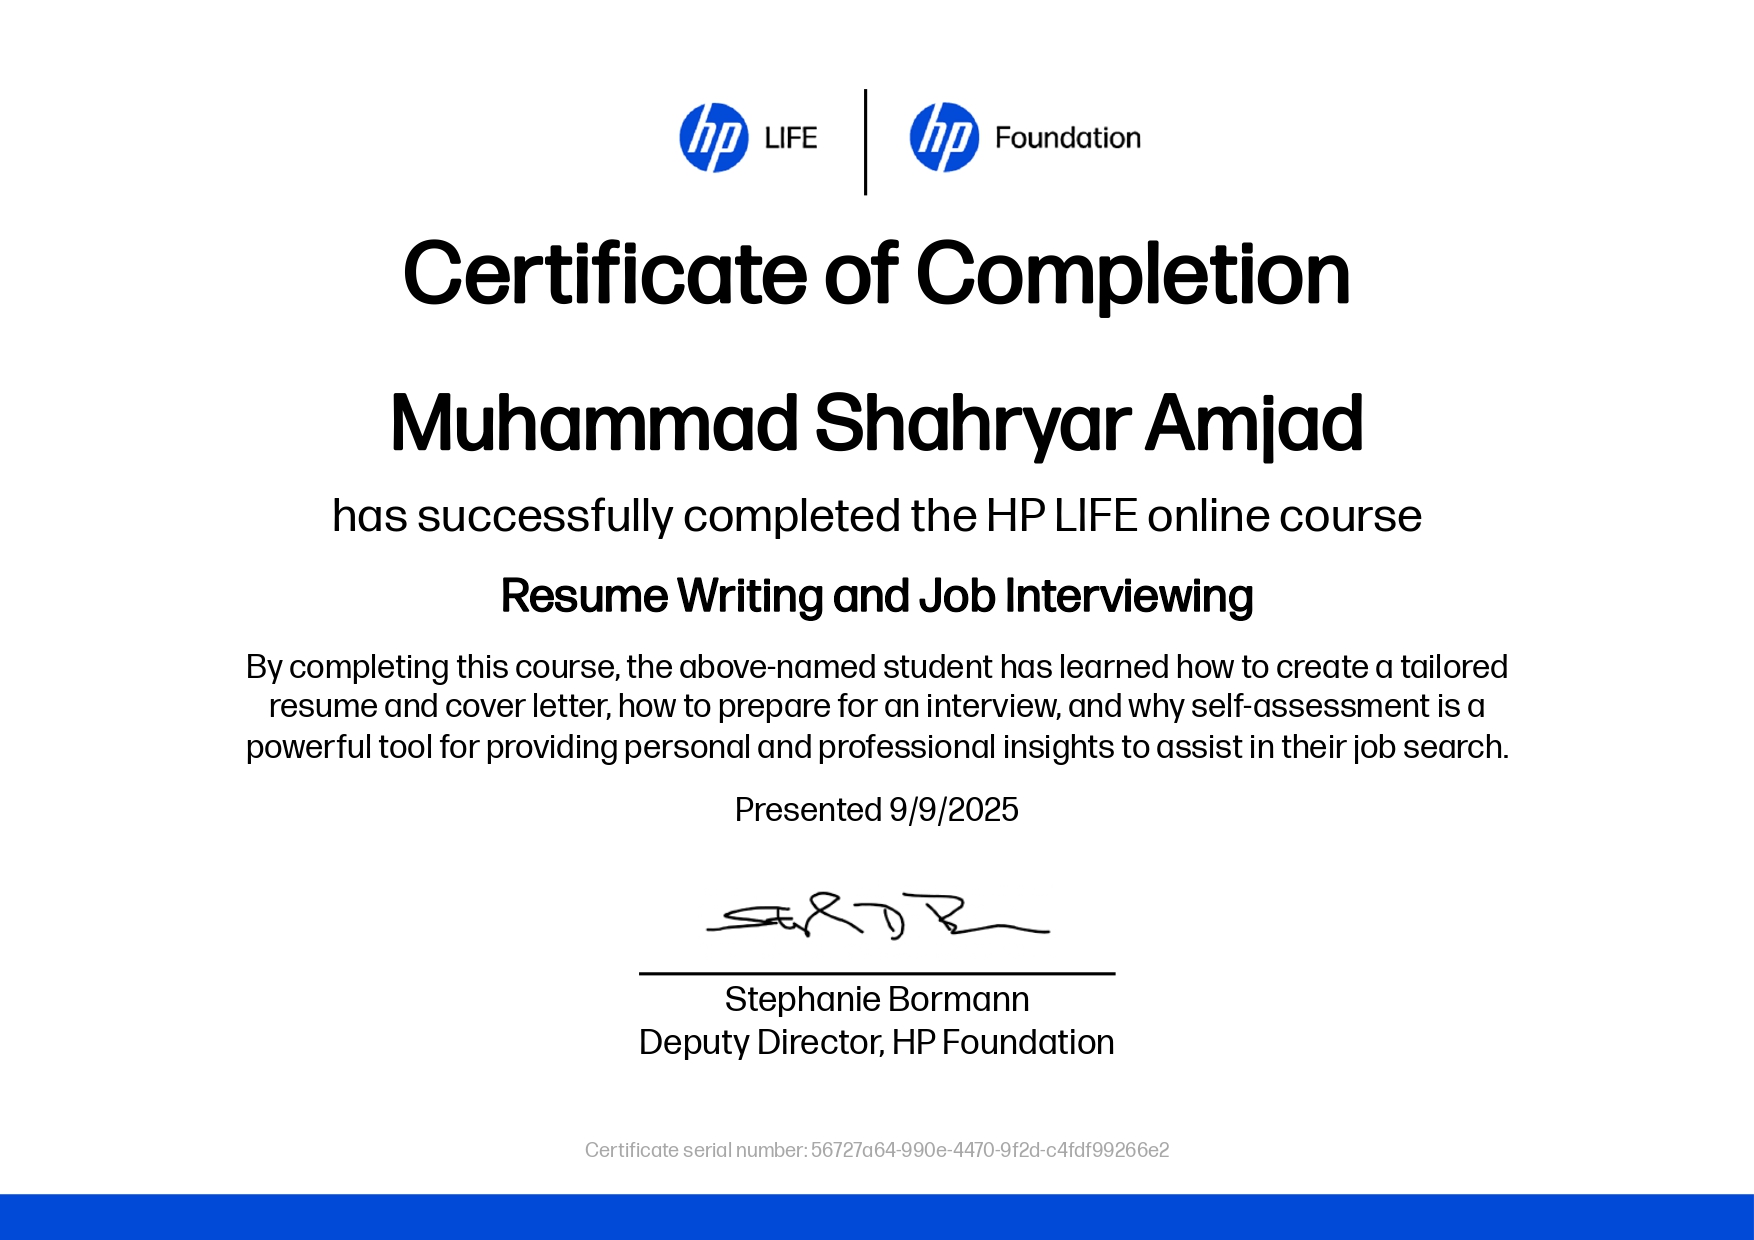 hp LIFE | hp Foundation
Certificate of Completion
Muhammad Shahryar Amjad
has successfully completed the HP LIFE online course
Resume Writing and Job Interviewing
By completing this course, the above-named student has learned how to create a tailored
resume and cover letter, how to prepare for an interview, and why self-assessment is a
powerful tool for providing personal and professional insights to assist in their job search.
Presented 9/9/2025
Stephanie Bormann
Deputy Director, HP Foundation
Certificate serial number: 56727a64-990e-4470-9f2d-c4fdf99266e2